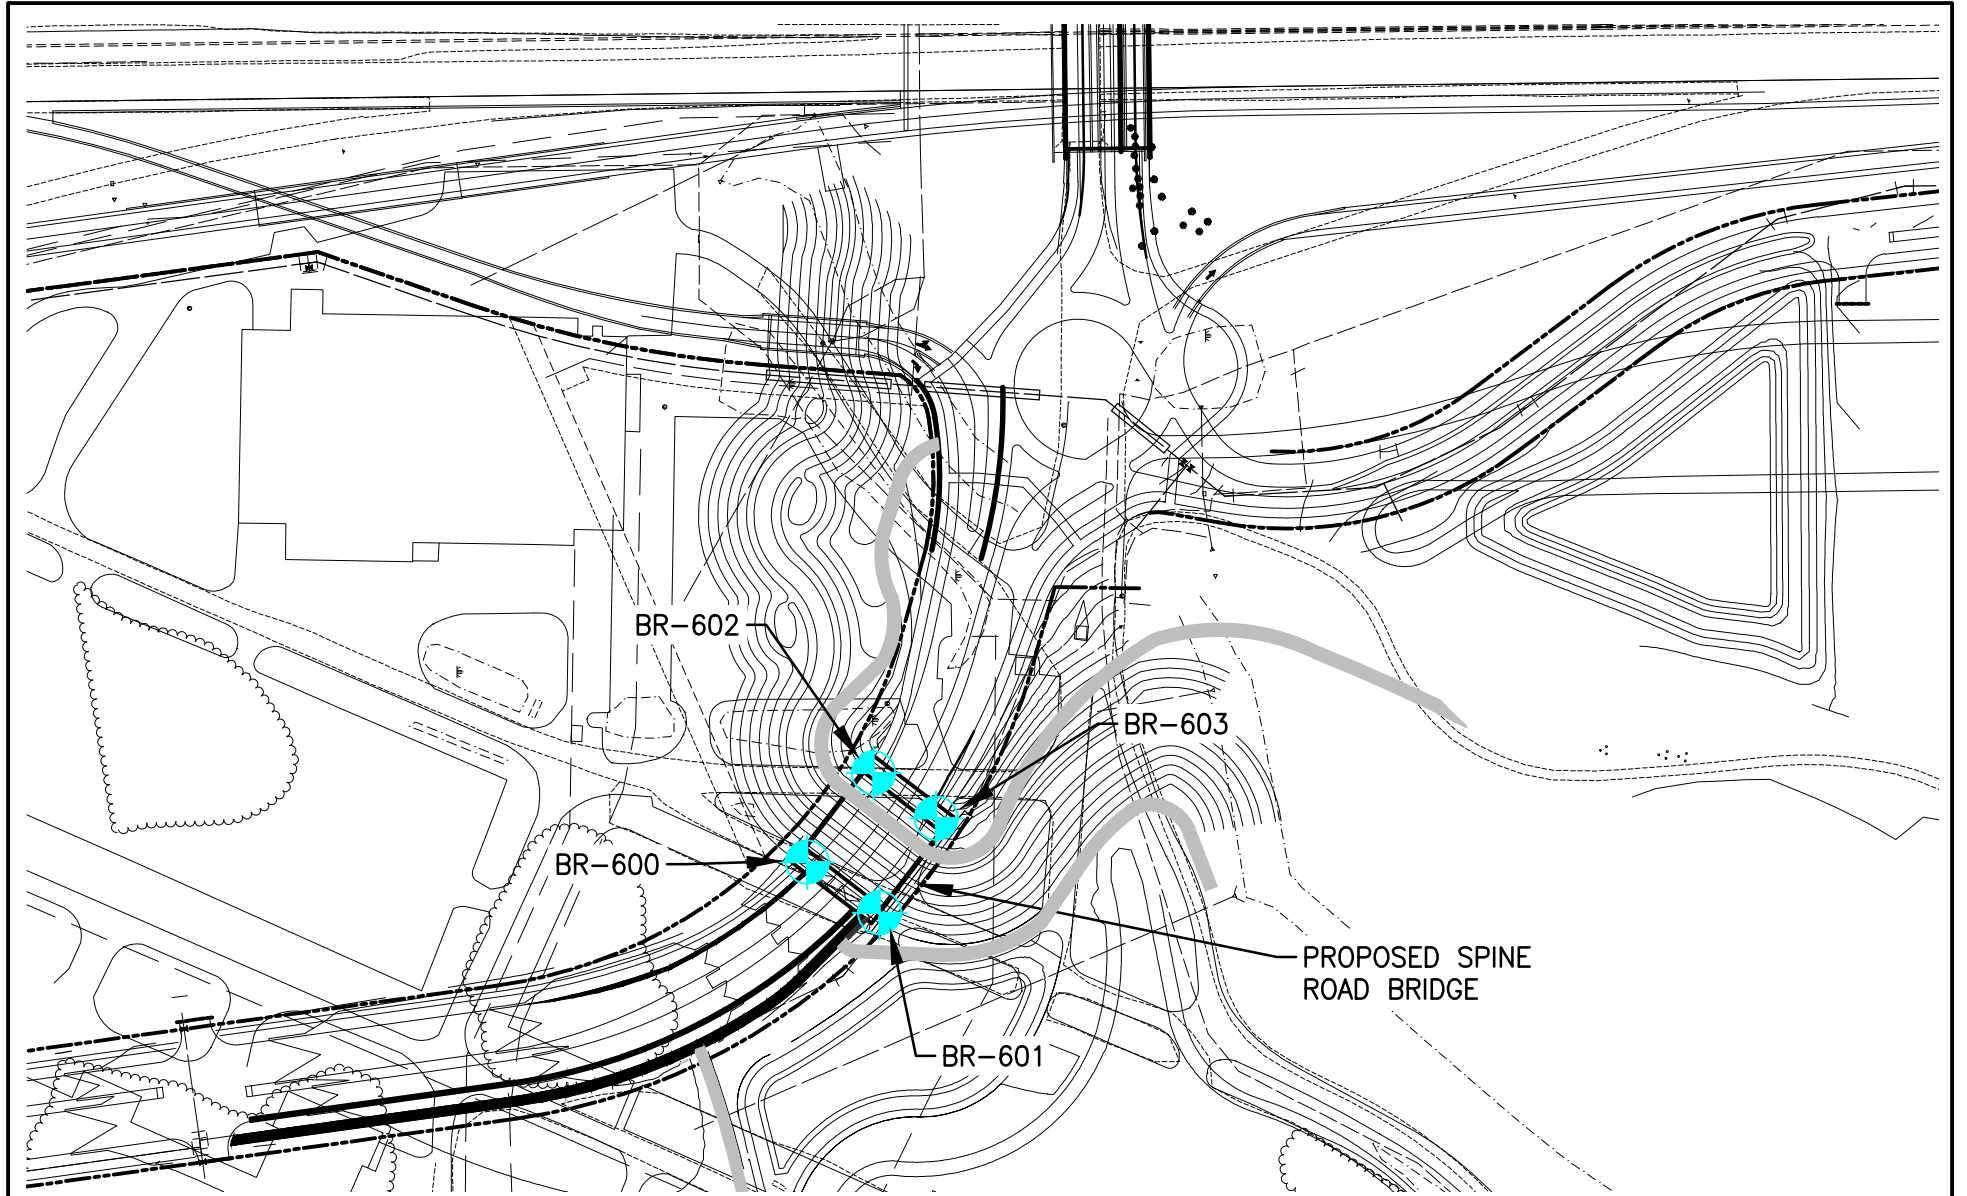 BR-602
BR-603
BR-600
PROPOSED SPINE
ROAD BRIDGE
BR-601